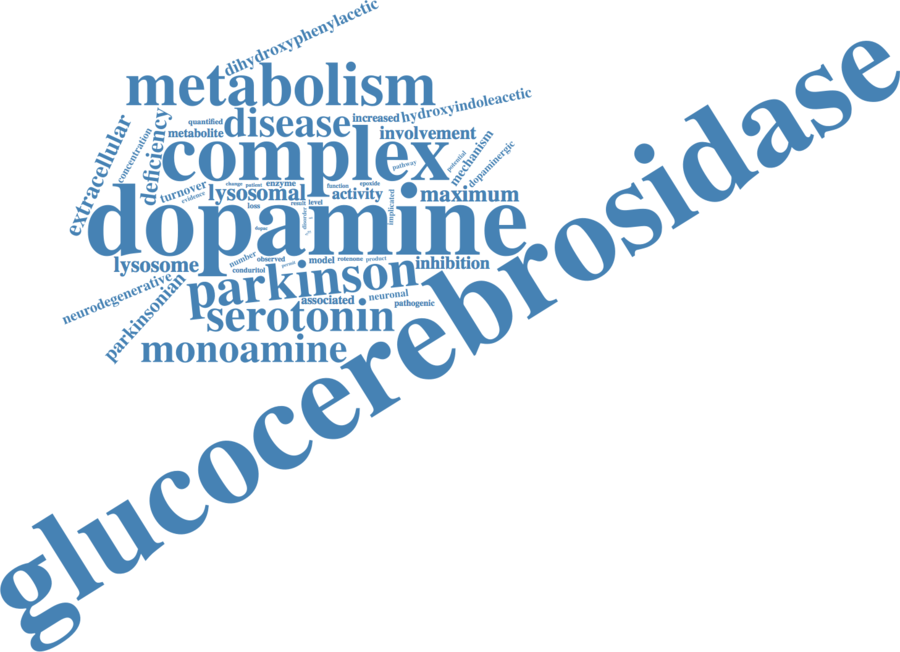 dihydroxyphenylacetic
metabolism
hydroxyindoleacetic
quantified
disease
increased
metabolite
involvement
extracellular
concentration
deficiency
complex
pathway
potential
mechanism
dopaminergic
turnover
evidence
change
patient
enzyme
function
epoxide
lysosomal
activity
maximum
loss
result
level
disorder
implicated
dopac
dopamine
lysosome
number
observed
model
rotenone
product
inhibition
conduritol
parkinson
neurodegenerative
parkinsonian
associated
neuronal
pathogenic
serotonin
monoamine
glucocerebrosidase